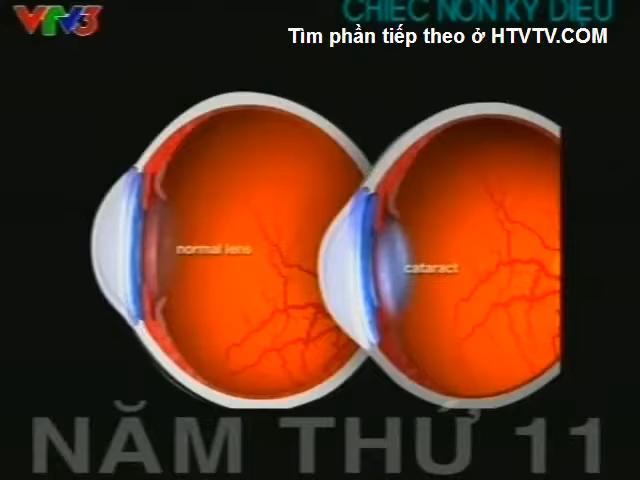 VTV3
CHIẾC NÓN KỲ DIỆU
Tìm phần tiếp theo ở HTVTV.COM
normal lens
cataract
NĂM THỨ 11